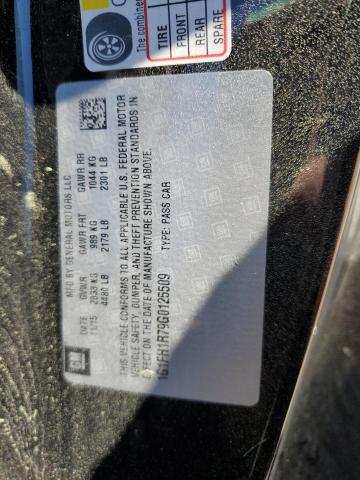 The combined
TIRE
FRONT
REAR
SPARE
GM
MFD BY GENERAL MOTORS LLC
DATE GVWR GAWR FRT GAWR RR
11/15 2033 KG 989 KG 1044 KG
4480 LB 2179 LB 2301 LB
THIS VEHICLE CONFORMS TO ALL APPLICABLE U.S. FEDERAL MOTOR
VEHICLE SAFETY, BUMPER, AND THEFT PREVENTION STANDARDS IN
EFFECT ON THE DATE OF MANUFACTURE SHOWN ABOVE.
1G1FH1R79G0125509 TYPE: PASS CAR